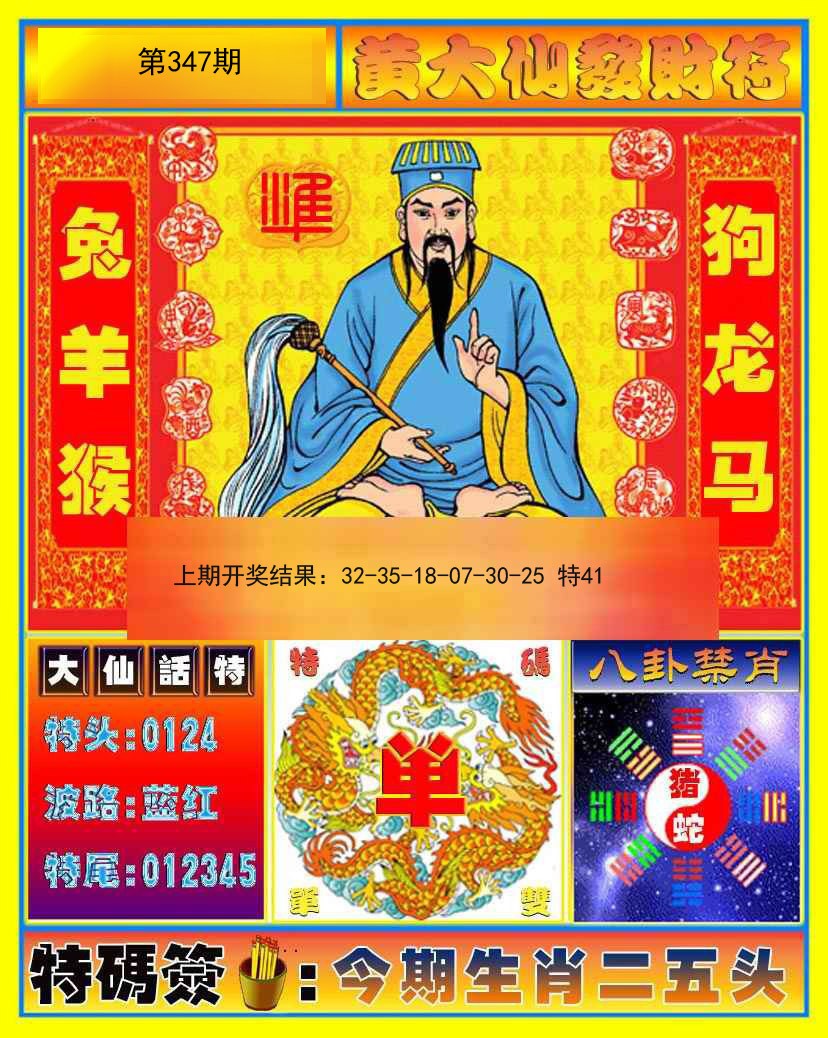 第347期
黄大仙發財符
兔羊猴
狗龙马
準
上期开奖结果：32-35-18-07-30-25 特41
大仙話特
特头:0124
波路:蓝红
特尾:012345
特碼
单
單雙
八卦禁肖
猪
蛇
特碼簽:今期生肖二五头